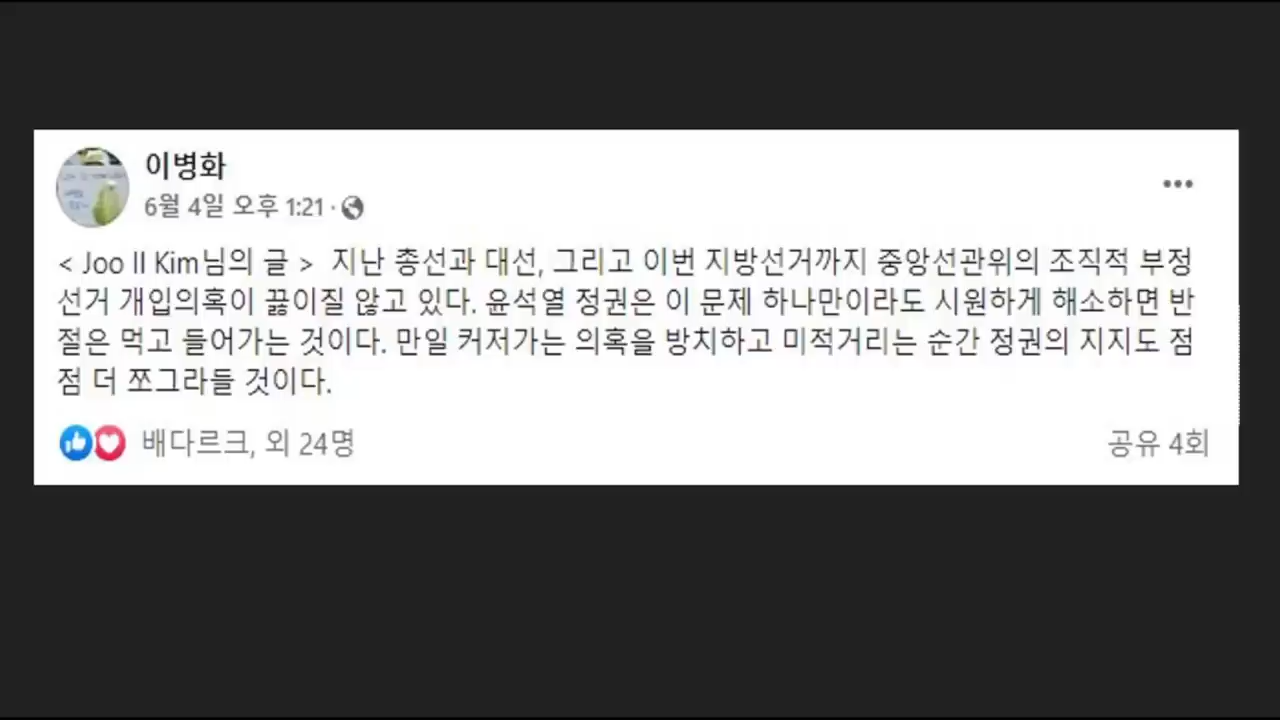 이병화
6월 4일 오후 1:21 ·
< Joo Il Kim님의 글 > 지난 총선과 대선, 그리고 이번 지방선거까지 중앙선관위의 조직적 부정
선거 개입의혹이 끓이질 않고 있다. 윤석열 정권은 이 문제 하나만이라도 시원하게 해소하면 반
절은 먹고 들어가는 것이다. 만일 커저가는 의혹을 방치하고 미적거리는 순간 정권의 지지도 점
점 더 쪼그라들 것이다.
배다르크, 외 24명
공유 4회